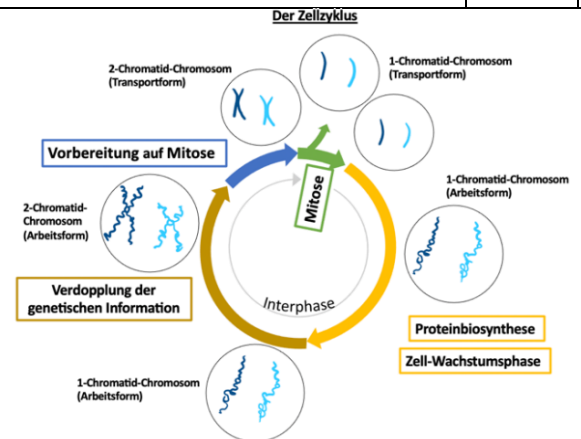 Der Zellzyklus
2-Chromatid-Chromosom
(Transportform)
1-Chromatid-Chromosom
(Transportform)
Vorbereitung auf Mitose
Mitose
1-Chromatid-Chromosom
(Arbeitsform)
2-Chromatid-
Chromosom
(Arbeitsform)
Verdopplung der
genetischen Information
Interphase
Proteinbiosynthese
Zell-Wachstumsphase
1-Chromatid-Chromosom
(Arbeitsform)